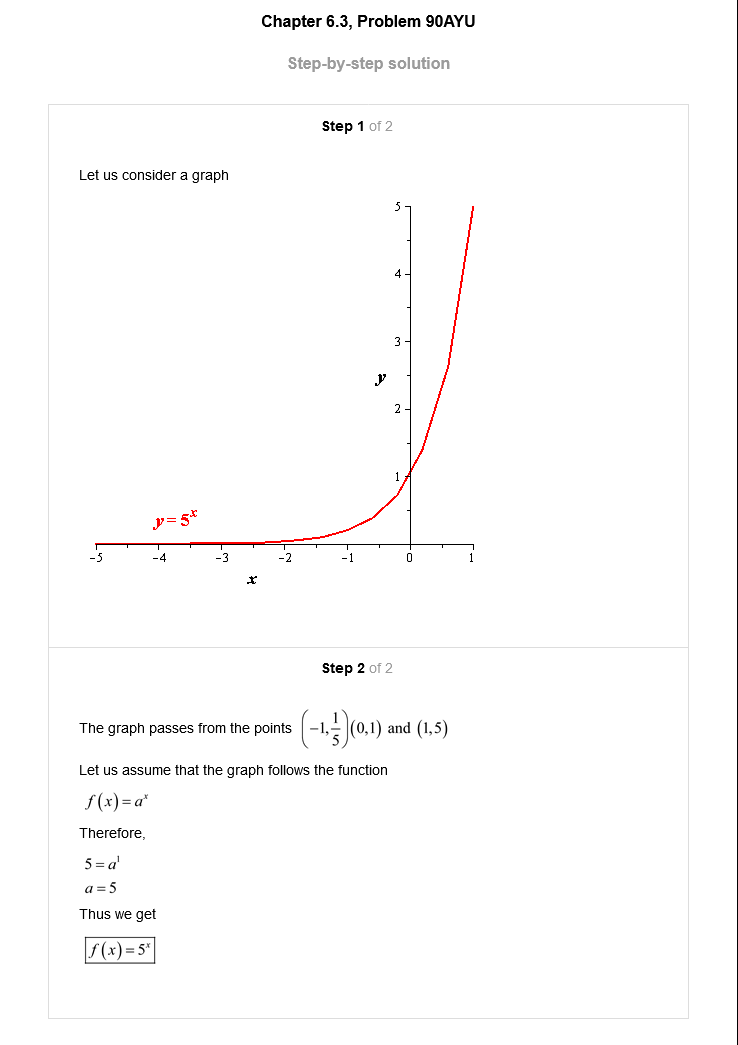 Chapter 6.3, Problem 90AYU
Step-by-step solution
Step 1 of 2
Let us consider a graph
5
4
3
y
2
1
y = 5^x
-5 -4 -3 -2 -1 0 1
x
Step 2 of 2
The graph passes from the points (−1, 1/5) (0,1) and (1,5)
Let us assume that the graph follows the function
f(x) = a^x
Therefore,
5 = a^1
a = 5
Thus we get
f(x) = 5^x